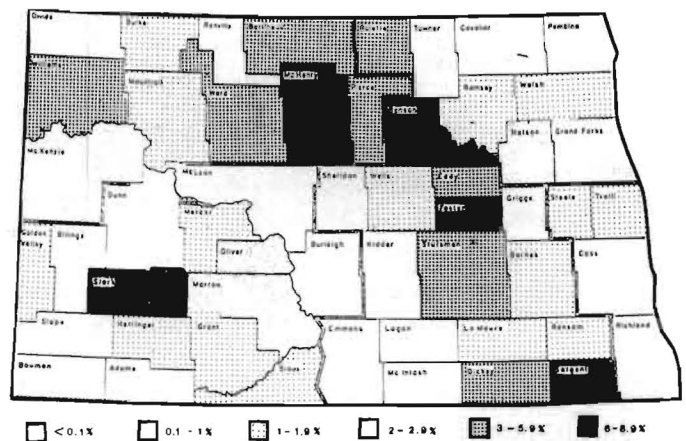 Divide
Burke
Renville
Bottineau
Rolette
Towner
Cavalier
Pembina
Williams
Mountrail
Ward
McHenry
Pierce
Benson
Ramsey
Walsh
Nelson
Grand Forks
McKenzie
Dunn
McLean
Sheridan
Wells
Eddy
Foster
Griggs
Steele
Traill
Golden
Valley
Billings
Mercer
Oliver
Burleigh
Kidder
Stutsman
Barnes
Cass
Stark
Morton
Slope
Hettinger
Grant
Emmons
Logan
La Moure
Ransom
Richland
Bowman
Adams
Sioux
Mc Intosh
Dickey
Sargent
<0.1%
0.1 - 1%
1-1.9%
2-2.9%
3-5.9%
6-8.9%